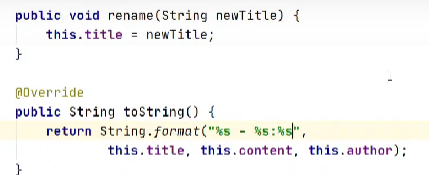 public void rename(String newTitle) {
    this.title = newTitle;
}

@Override
public String toString() {
    return String.format("%s - %s:%s",
            this.title, this.content, this.author);
}